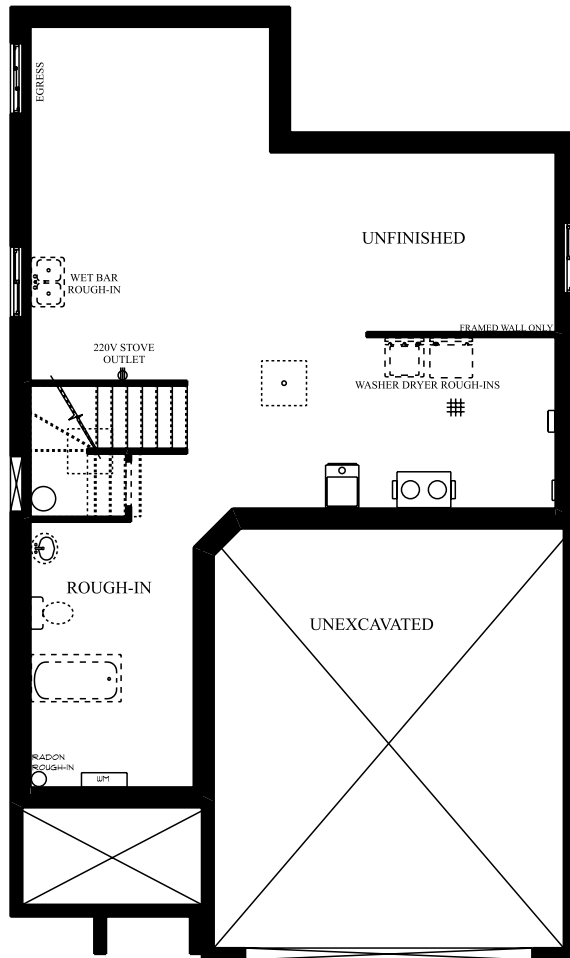 EGRESS
UNFINISHED
WET BAR
ROUGH-IN
FRAMED WALL ONLY
220V STOVE
OUTLET
WASHER DRYER ROUGH-INS
ROUGH-IN
UNEXCAVATED
RADON
ROUGH-IN
WM